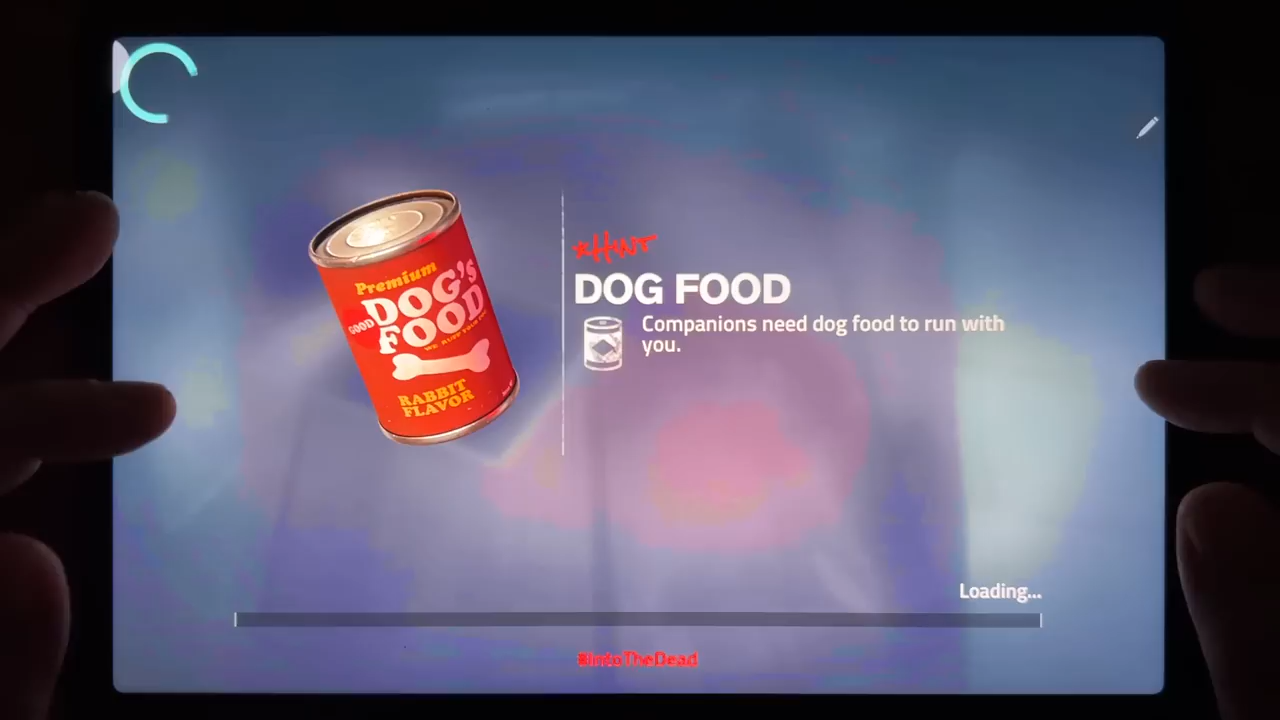 *HINT
DOG FOOD
Companions need dog food to run with
you.
Premium
DOG'S
GOOD
FOOD
RABBIT
FLAVOR
Loading...
#IntoTheDead